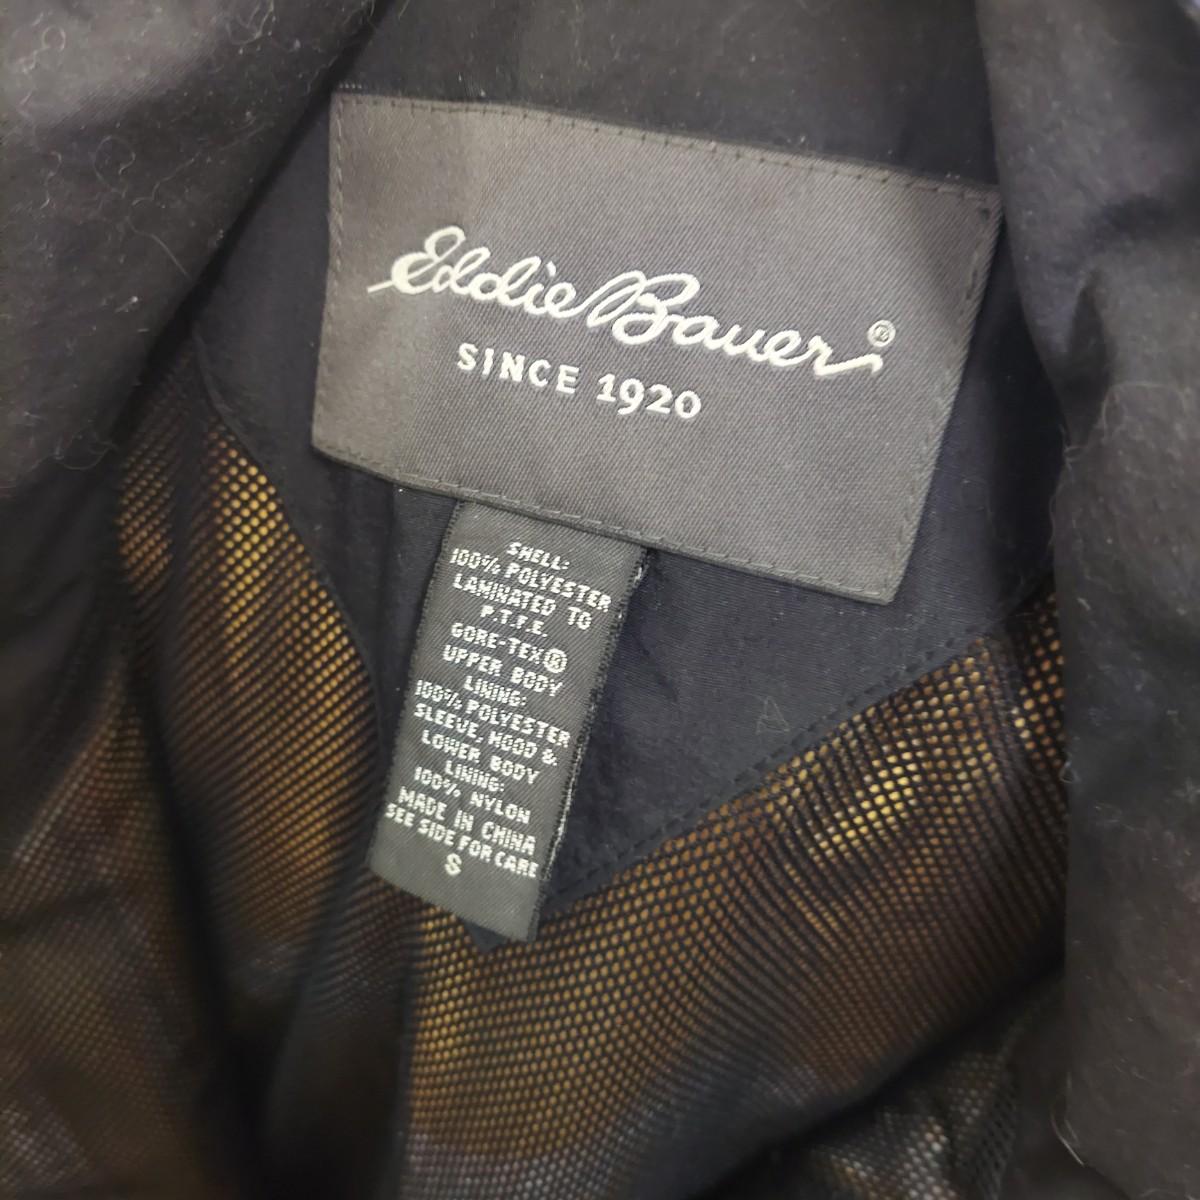 Eddie Bauer®
SINCE 1920
SHELL:
100% POLYESTER
LAMINATED TO
P.T.F.E.
GORE-TEX®
UPPER BODY
LINING:
100% POLYESTER
SLEEVE, HOOD &
LOWER BODY
LINING:
100% NYLON
MADE IN CHINA
SEE SIDE FOR CARE
S